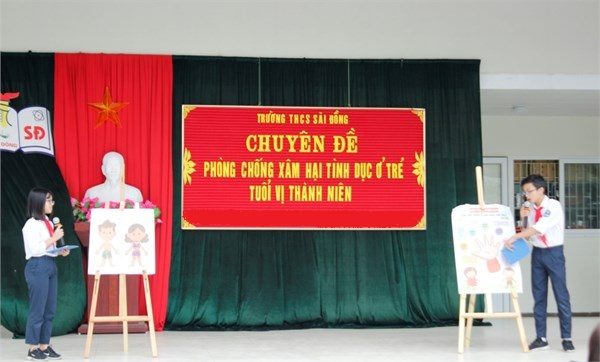 TRƯỜNG THCS SÀI ĐỒNG
CHUYÊN ĐỀ
PHÒNG CHỐNG XÂM HẠI TÌNH DỤC Ở TRẺ
TUỔI VỊ THÀNH NIÊN
SĐ